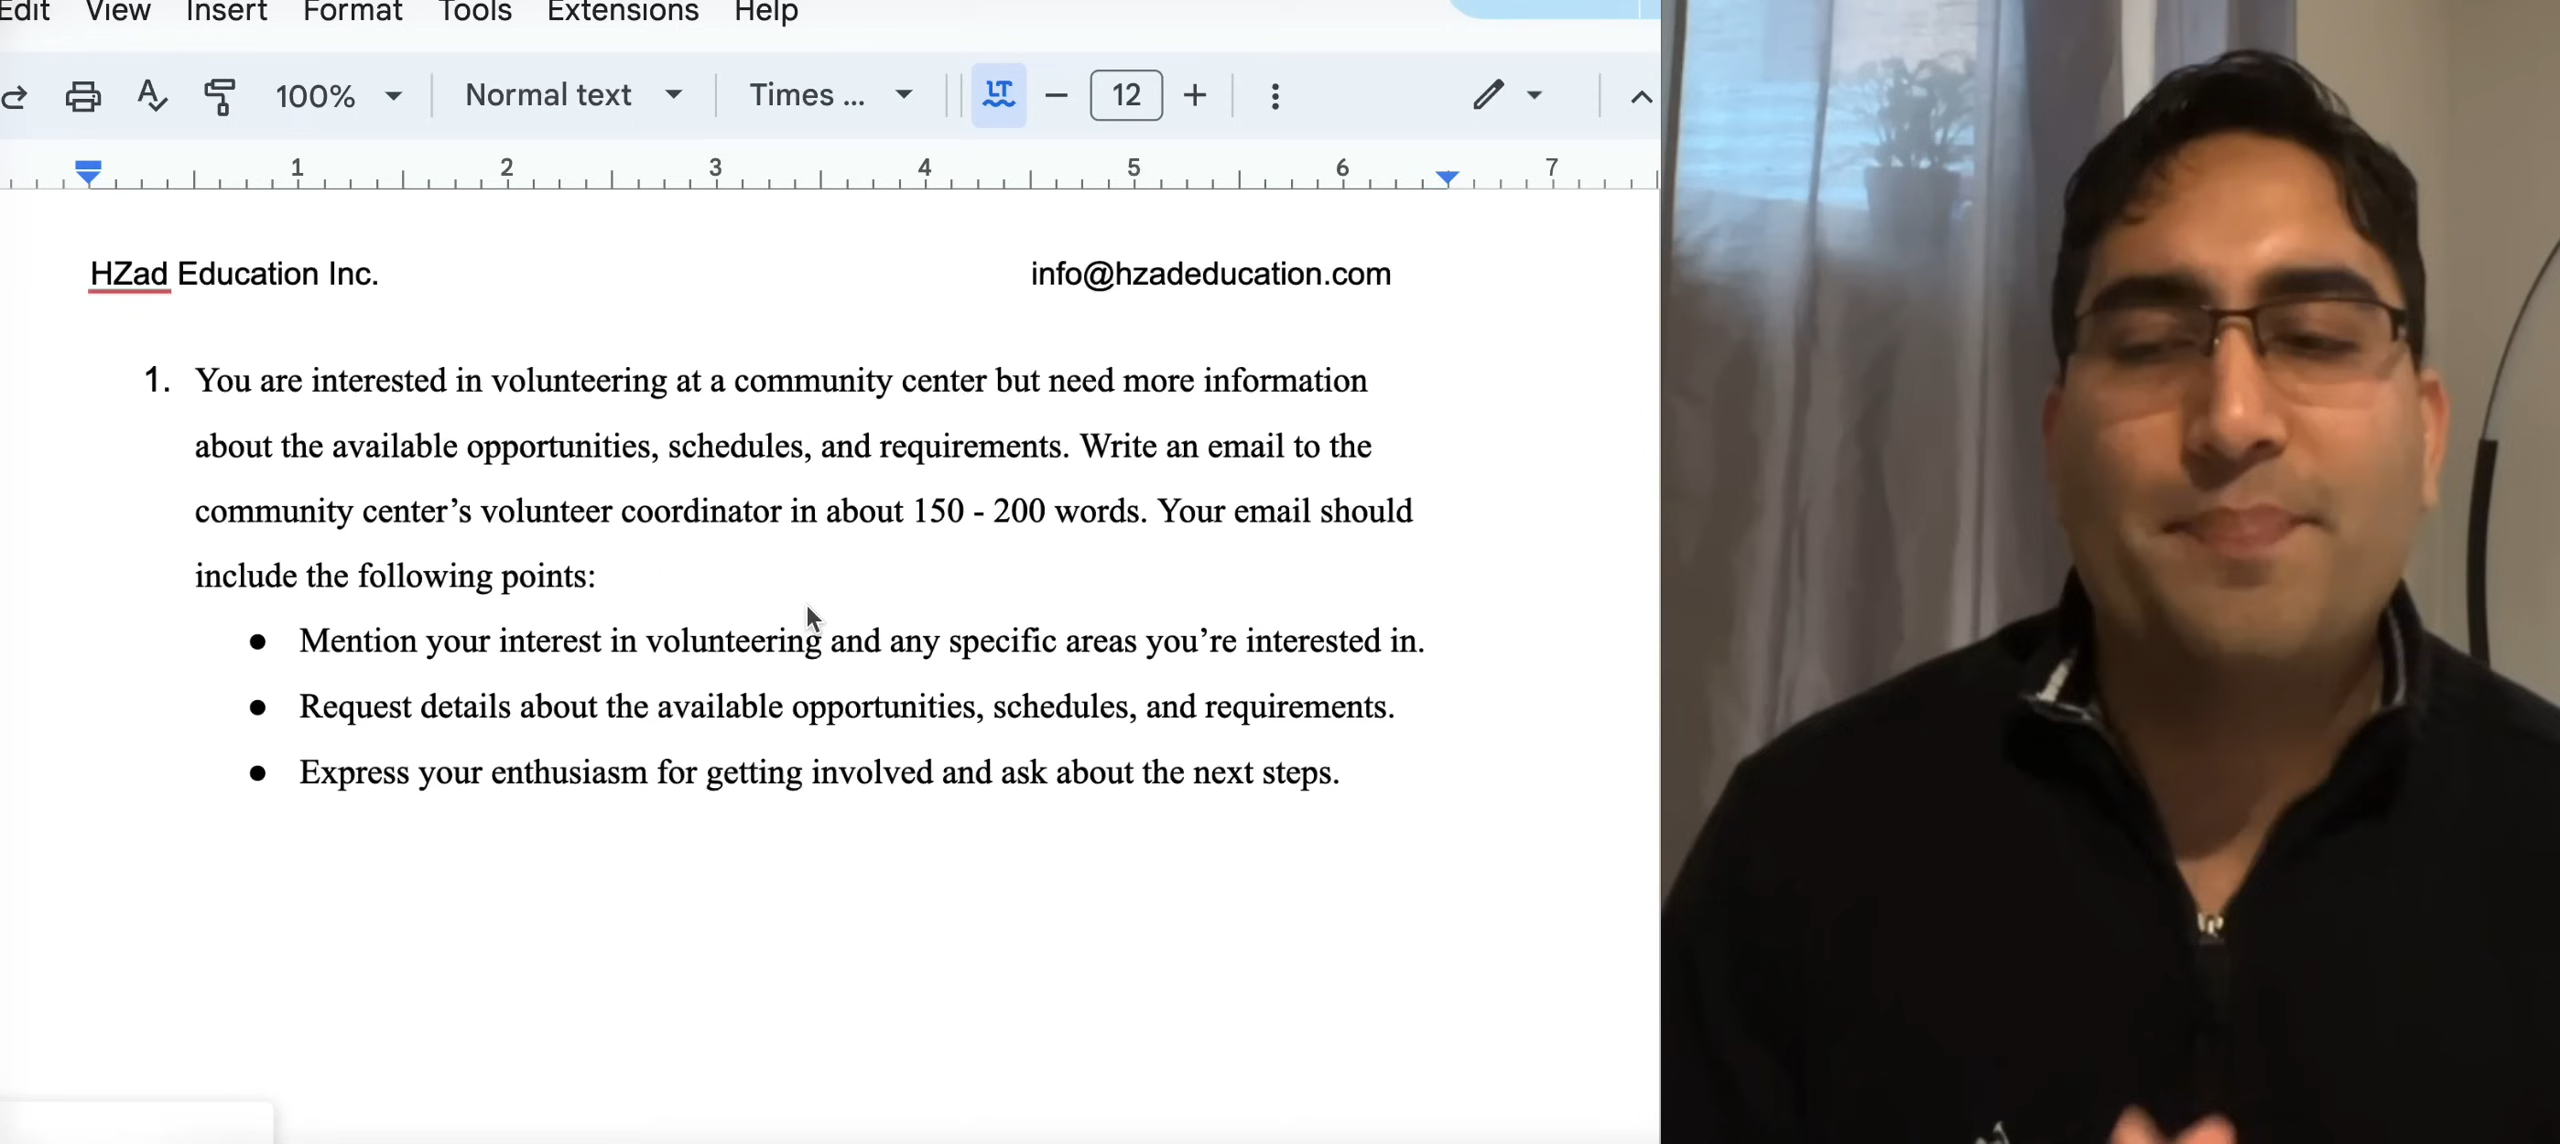 Edit View Insert Format Tools Extensions Help
100% Normal text Times ... LT 12
1 2 3 4 5 6 7
HZad Education Inc. info@hzadeducation.com
1. You are interested in volunteering at a community center but need more information
about the available opportunities, schedules, and requirements. Write an email to the
community center’s volunteer coordinator in about 150 - 200 words. Your email should
include the following points:
● Mention your interest in volunteering and any specific areas you’re interested in.
● Request details about the available opportunities, schedules, and requirements.
● Express your enthusiasm for getting involved and ask about the next steps.